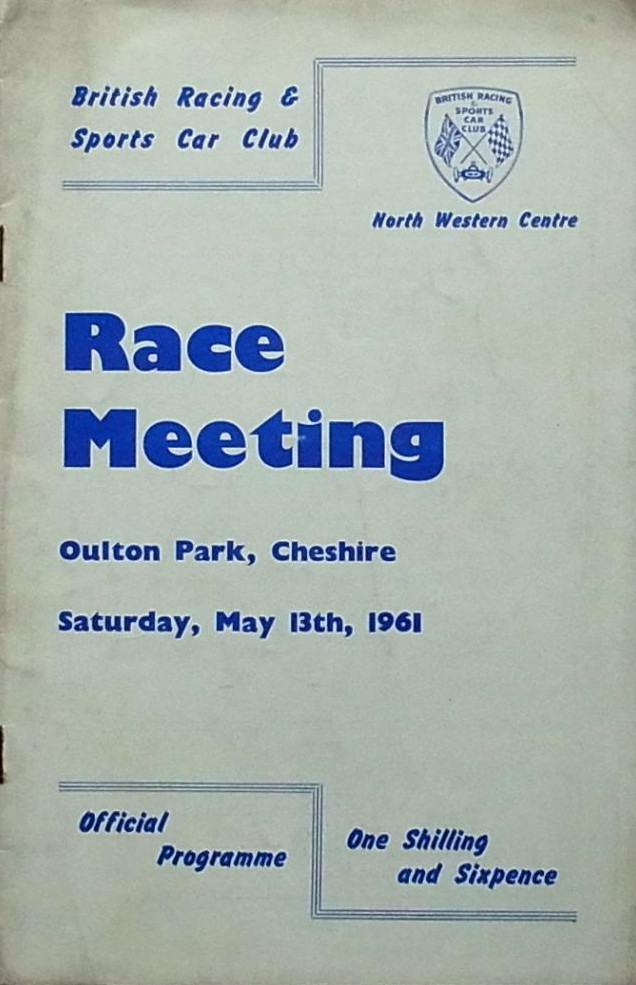 British Racing &
Sports Car Club
BRITISH RACING
&
SPORTS
CAR
CLUB
North Western Centre
Race
Meeting
Oulton Park, Cheshire
Saturday, May 13th, 1961
Official
Programme
One Shilling
and Sixpence